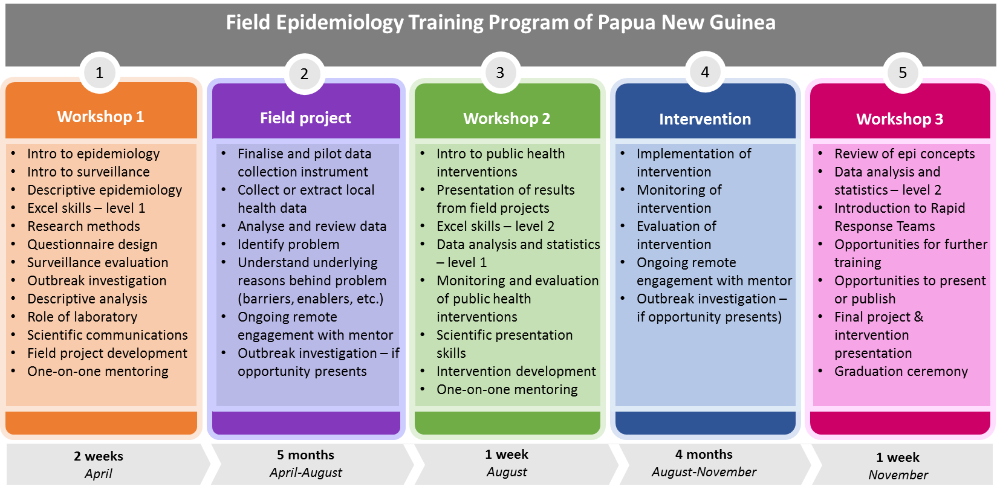 Field Epidemiology Training Program of Papua New Guinea
1
Workshop 1
• Intro to epidemiology
• Intro to surveillance
• Descriptive epidemiology
• Excel skills – level 1
• Research methods
• Questionnaire design
• Surveillance evaluation
• Outbreak investigation
• Descriptive analysis
• Role of laboratory
• Scientific communications
• Field project development
• One-on-one mentoring
2 weeks
April
2
Field project
• Finalise and pilot data
collection instrument
• Collect or extract local
health data
• Analyse and review data
• Identify problem
• Understand underlying
reasons behind problem
(barriers, enablers, etc.)
• Ongoing remote
engagement with mentor
• Outbreak investigation – if
opportunity presents
5 months
April-August
3
Workshop 2
• Intro to public health
interventions
• Presentation of results
from field projects
• Excel skills – level 2
• Data analysis and statistics
– level 1
• Monitoring and evaluation
of public health
interventions
• Scientific presentation
skills
• Intervention development
• One-on-one mentoring
1 week
August
4
Intervention
• Implementation of
intervention
• Monitoring of
intervention
• Evaluation of
intervention
• Ongoing remote
engagement with mentor
• Outbreak investigation –
if opportunity presents)
4 months
August-November
5
Workshop 3
• Review of epi concepts
• Data analysis and
statistics – level 2
• Introduction to Rapid
Response Teams
• Opportunities for further
training
• Opportunities to present
or publish
• Final project &
intervention
presentation
• Graduation ceremony
1 week
November